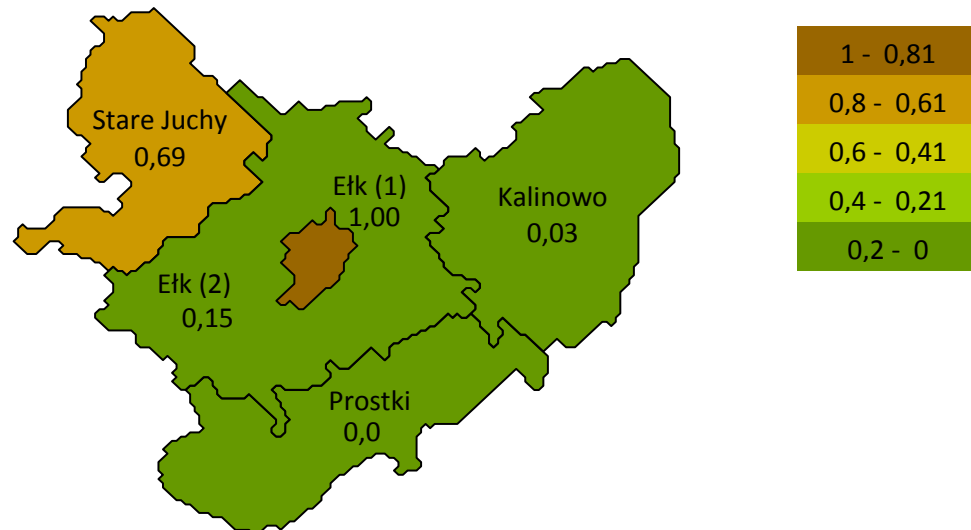 Stare Juchy
0,69
Ełk (1)
1,00
Kalinowo
0,03
Ełk (2)
0,15
Prostki
0,0
1 - 0,81
0,8 - 0,61
0,6 - 0,41
0,4 - 0,21
0,2 - 0